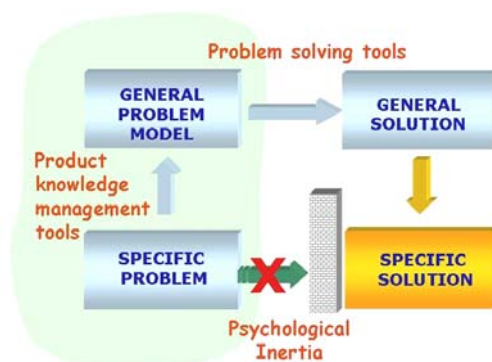 Problem solving tools
GENERAL
PROBLEM
MODEL
GENERAL
SOLUTION
Product
knowledge
management
tools
SPECIFIC
PROBLEM
SPECIFIC
SOLUTION
Psychological
Inertia